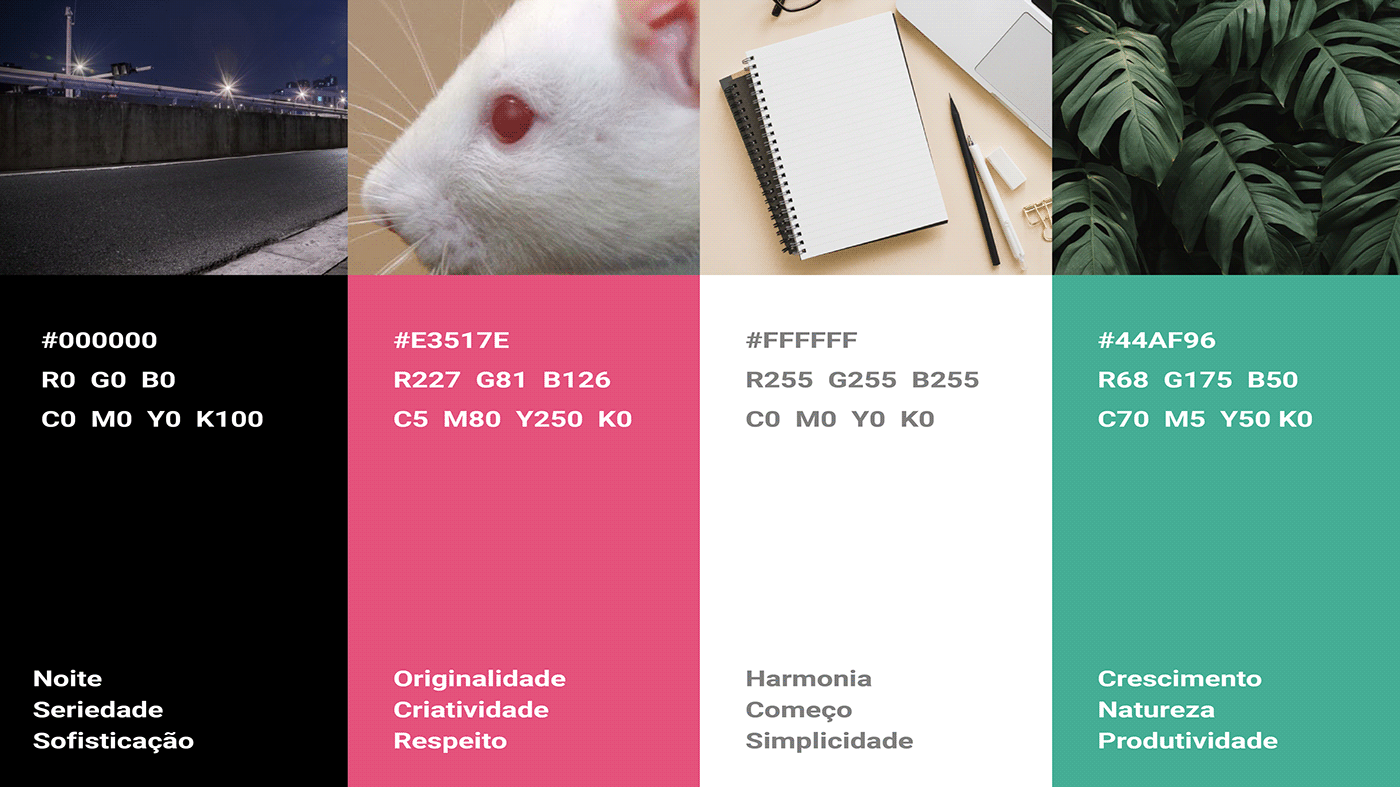 #000000
R0 G0 B0
C0 M0 Y0 K100
Noite
Seriedade
Sofisticação
#E3517E
R227 G81 B126
C5 M80 Y250 K0
Originalidade
Criatividade
Respeito
#FFFFFF
R255 G255 B255
C0 M0 Y0 K0
Harmonia
Começo
Simplicidade
#44AF96
R68 G175 B50
C70 M5 Y50 K0
Crescimento
Natureza
Produtividade